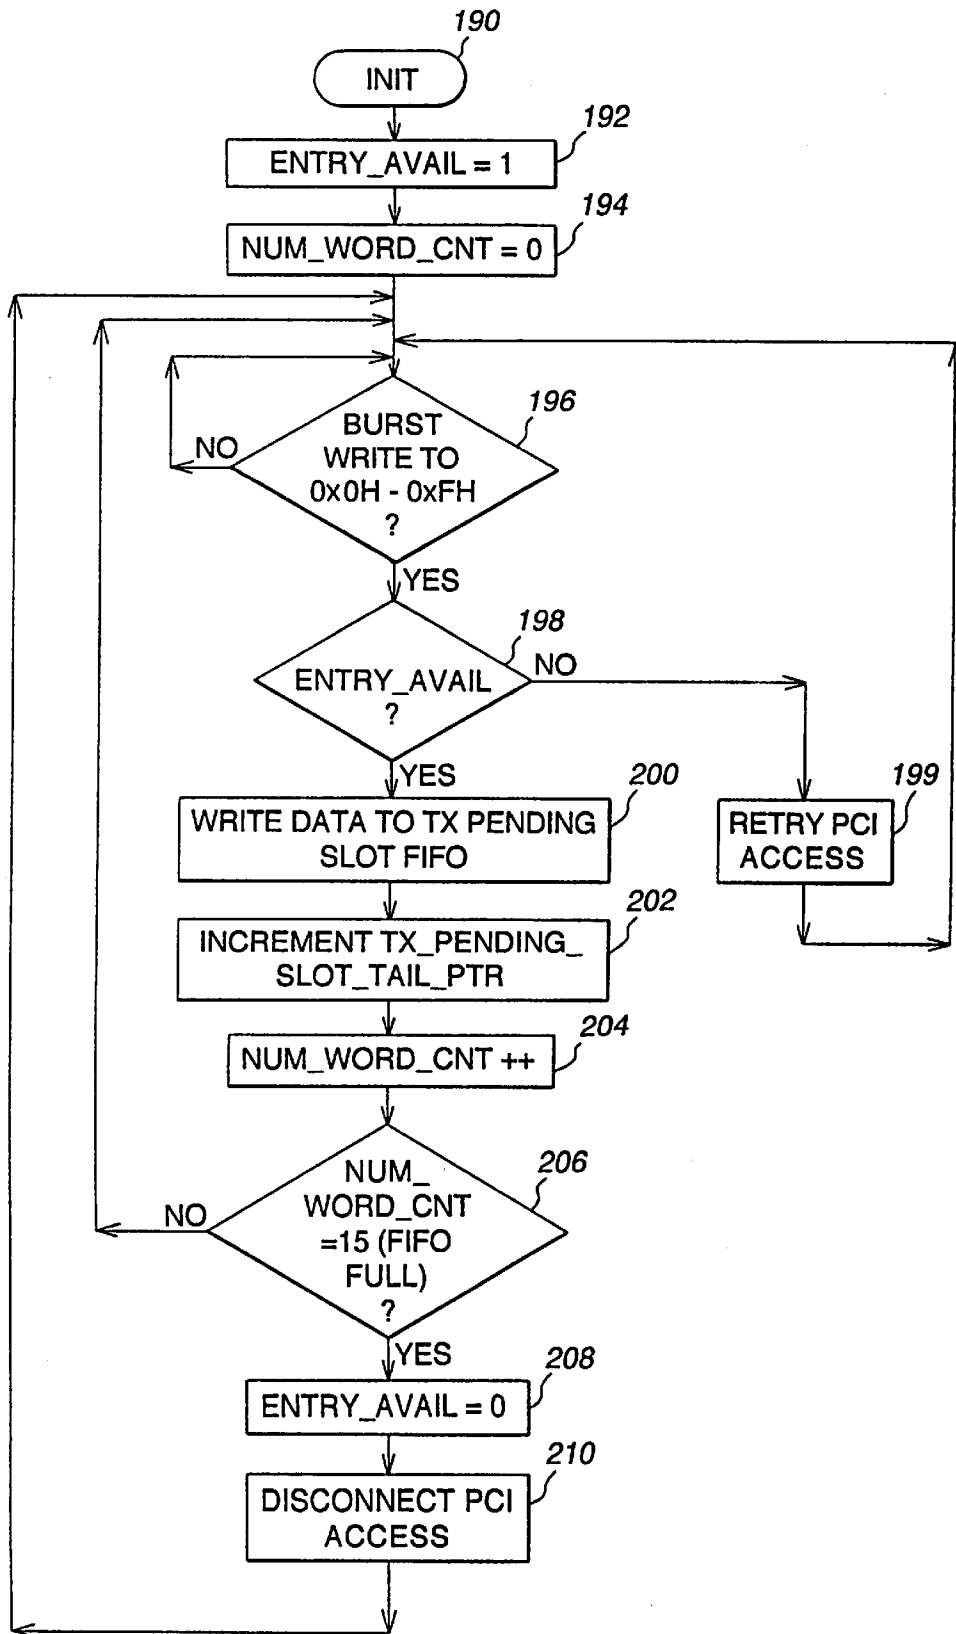 190
INIT
192
ENTRY_AVAIL = 1
194
NUM_WORD_CNT = 0
196
BURST
WRITE TO
0x0H - 0xFH
?
NO
YES
198
ENTRY_AVAIL
?
NO
YES
200
WRITE DATA TO TX PENDING
SLOT FIFO
199
RETRY PCI
ACCESS
202
INCREMENT TX_PENDING_
SLOT_TAIL_PTR
204
NUM_WORD_CNT ++
206
NUM_
WORD_CNT
=15 (FIFO
FULL)
?
NO
YES
208
ENTRY_AVAIL = 0
210
DISCONNECT PCI
ACCESS